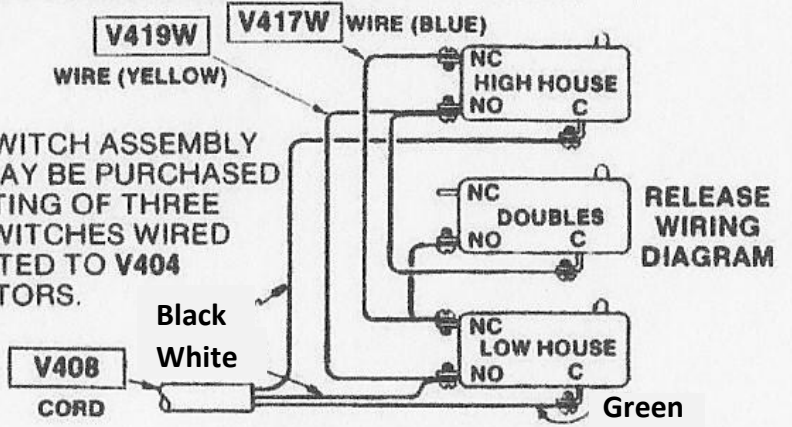 V419W
V417W WIRE (BLUE)
WIRE (YELLOW)
NC
HIGH HOUSE
NO C
WITCH ASSEMBLY
AY BE PURCHASED
TING OF THREE
WITCHES WIRED
TED TO V404
TORS.
NC
DOUBLES
NO C
RELEASE
WIRING
DIAGRAM
Black
White
NC
LOW HOUSE
NO C
V408
CORD
Green